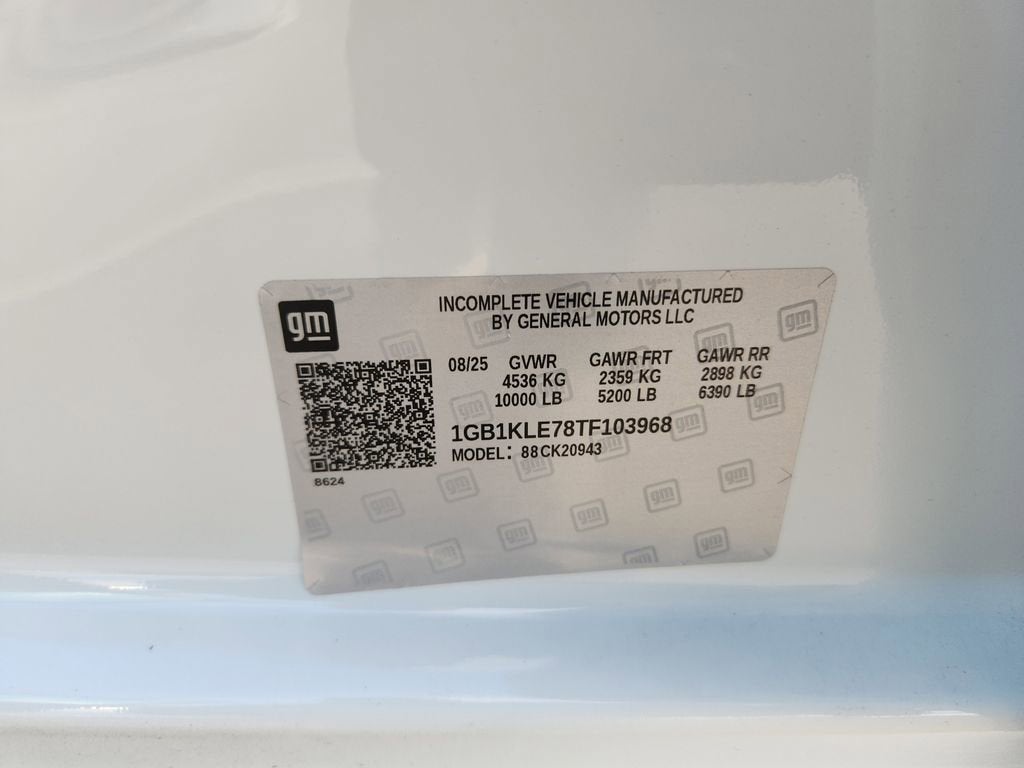 gm
INCOMPLETE VEHICLE MANUFACTURED
BY GENERAL MOTORS LLC
08/25 GVWR GAWR FRT GAWR RR
4536 KG 2359 KG 2898 KG
10000 LB 5200 LB 6390 LB
1GB1KLE78TF103968
MODEL: 88CK20943
8624